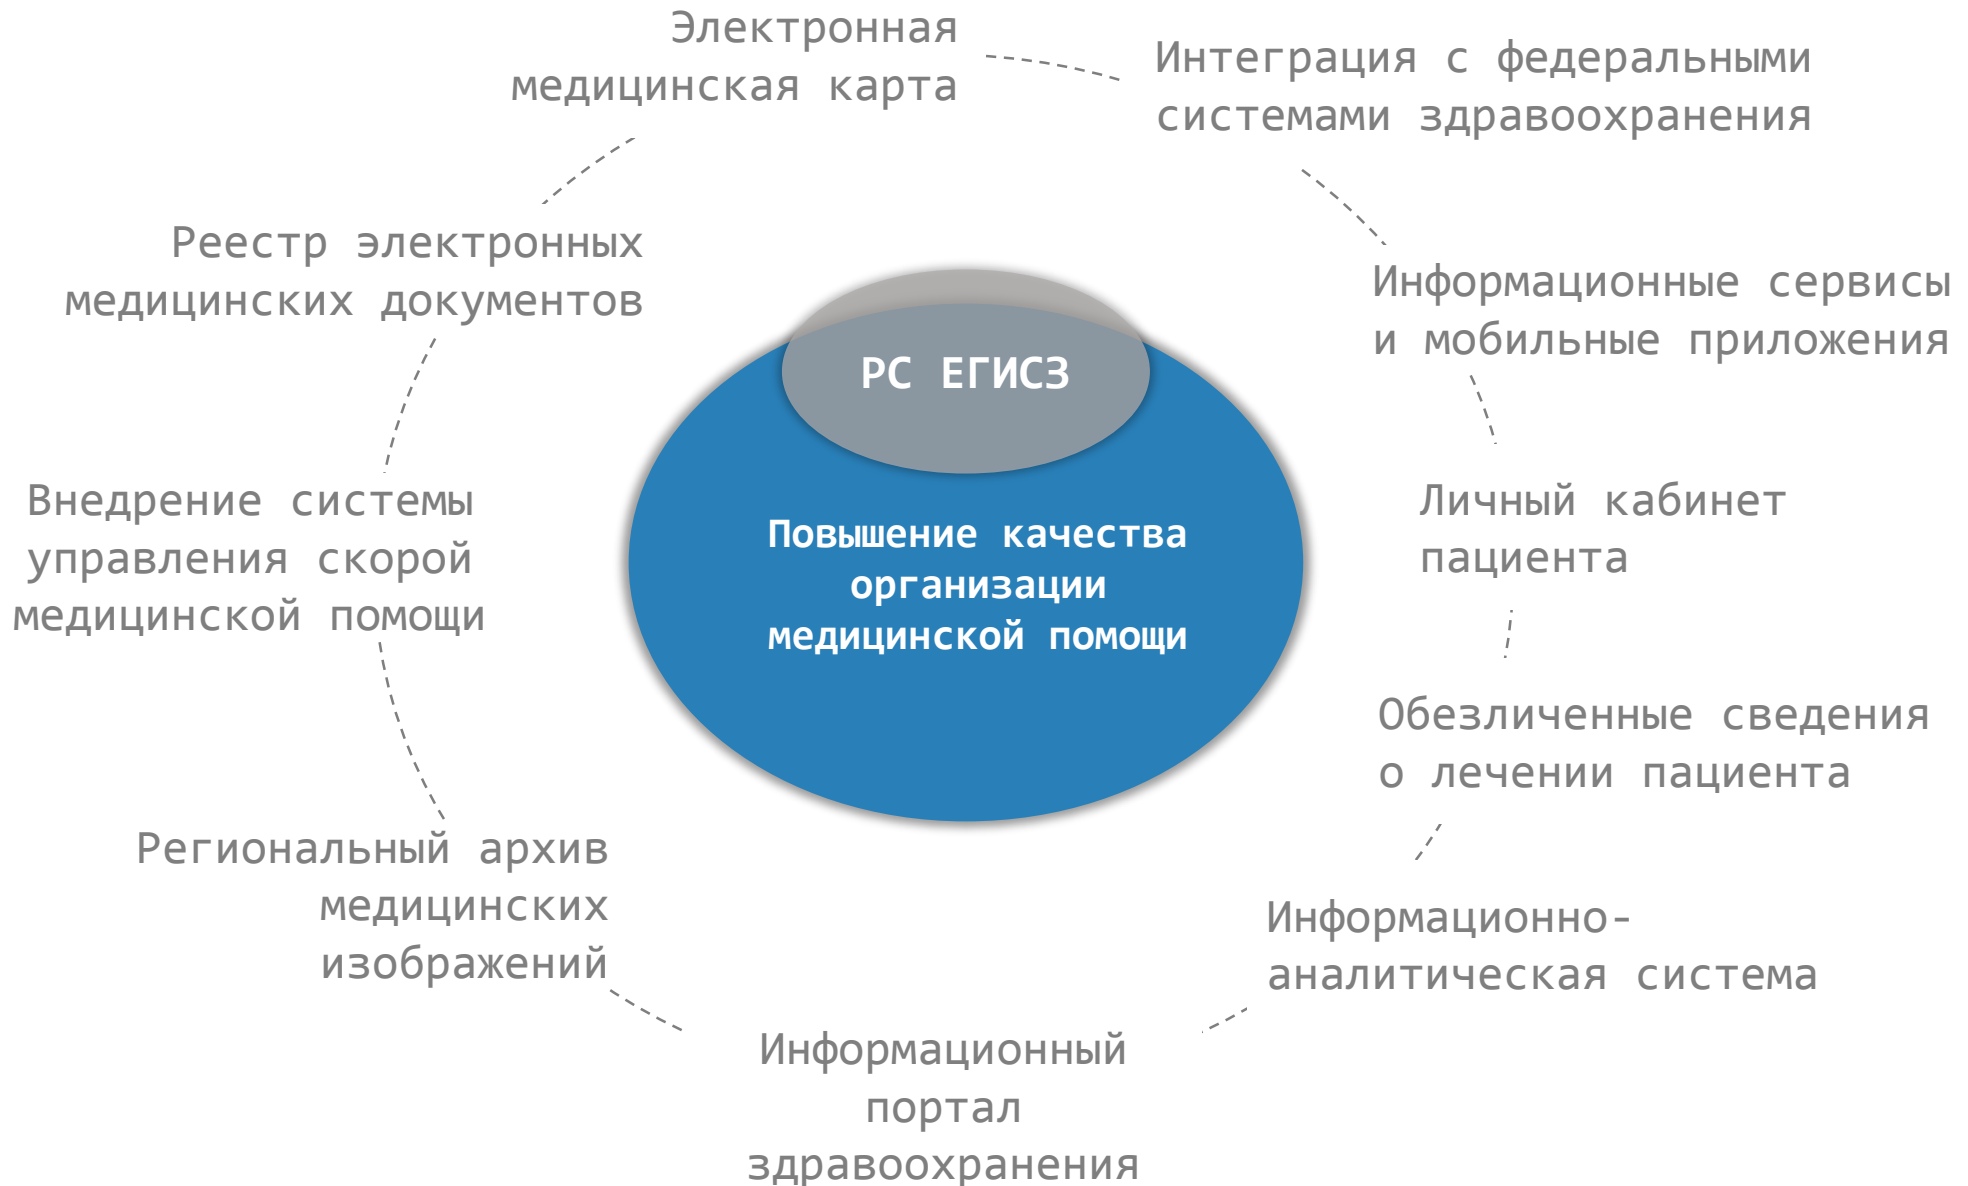 Электронная
медицинская карта
Интеграция с федеральными
системами здравоохранения
Реестр электронных
медицинских документов
Информационные сервисы
и мобильные приложения
РС ЕГИСЗ
Повышение качества
организации
медицинской помощи
Внедрение системы
управления скорой
медицинской помощи
Личный кабинет
пациента
Обезличенные сведения
о лечении пациента
Региональный архив
медицинских
изображений
Информационно-
аналитическая система
Информационный
портал
здравоохранения